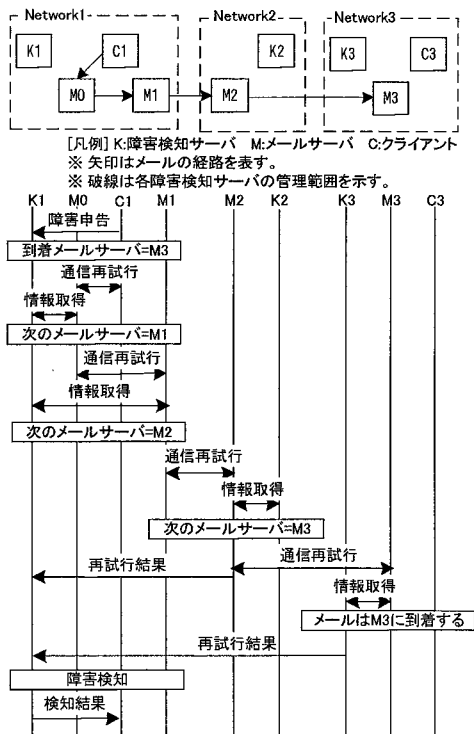 Network1 Network2 Network3
K1 C1 K2 K3 C3
M0 M1 M2 M3
[凡例] K:障害検知サーバ M:メールサーバ C:クライアント
※ 矢印はメールの経路を表す。
※ 破線は各障害検知サーバの管理範囲を示す。
K1 M0 C1 M1 M2 K2 K3 M3 C3
障害申告
到着メールサーバ=M3
通信再試行
情報取得
次のメールサーバ=M1
通信再試行
情報取得
次のメールサーバ=M2
通信再試行
情報取得
次のメールサーバ=M3
通信再試行
再試行結果
情報取得
メールはM3に到着する
再試行結果
障害検知
検知結果